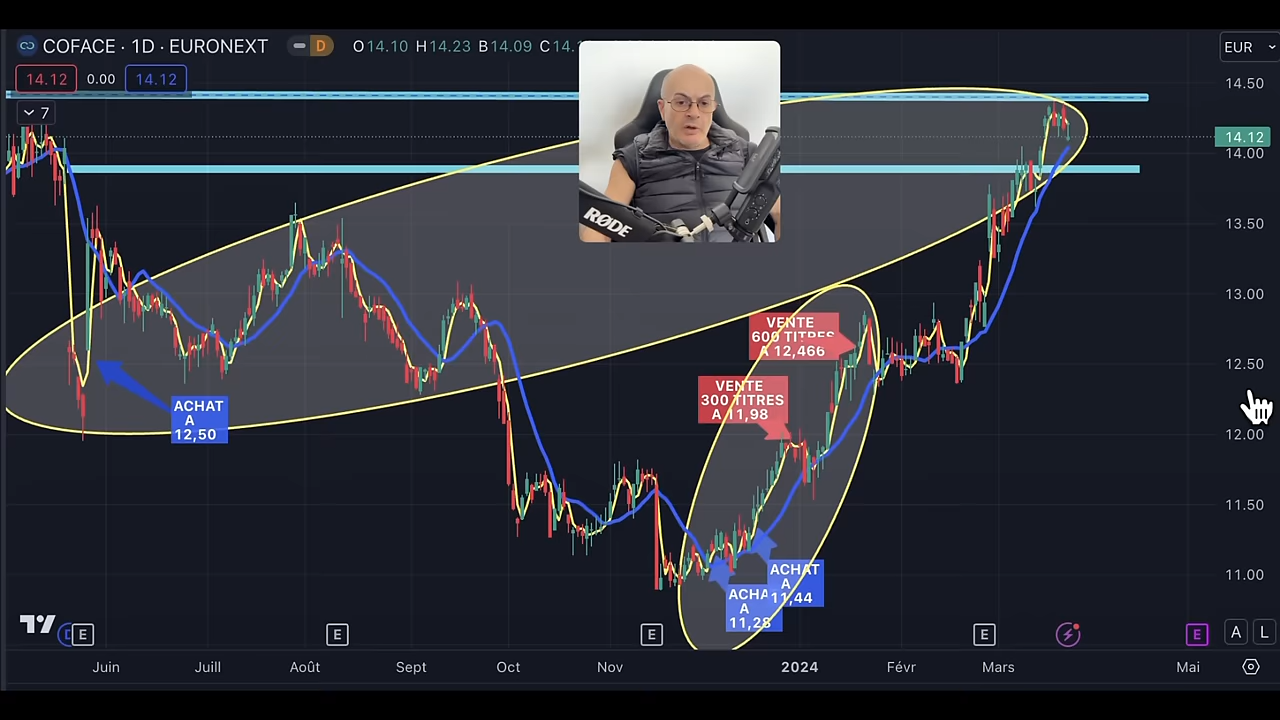 COFACE · 1D · EURONEXT
D
O14.10 H14.23 B14.09 C14.1
EUR
14.12 0.00 14.12
7
14.50
14.12
14.00
13.50
13.00
12.50
12.00
11.50
11.00
RØDE
VENTE
600 TITRES
A 12,466
VENTE
300 TITRES
A 11,98
ACHAT
A
12,50
ACHAT
A
11,44
ACHA
A
11,28
E
E
E
E
E
A L
Juin Juill Août Sept Oct Nov 2024 Févr Mars Mai